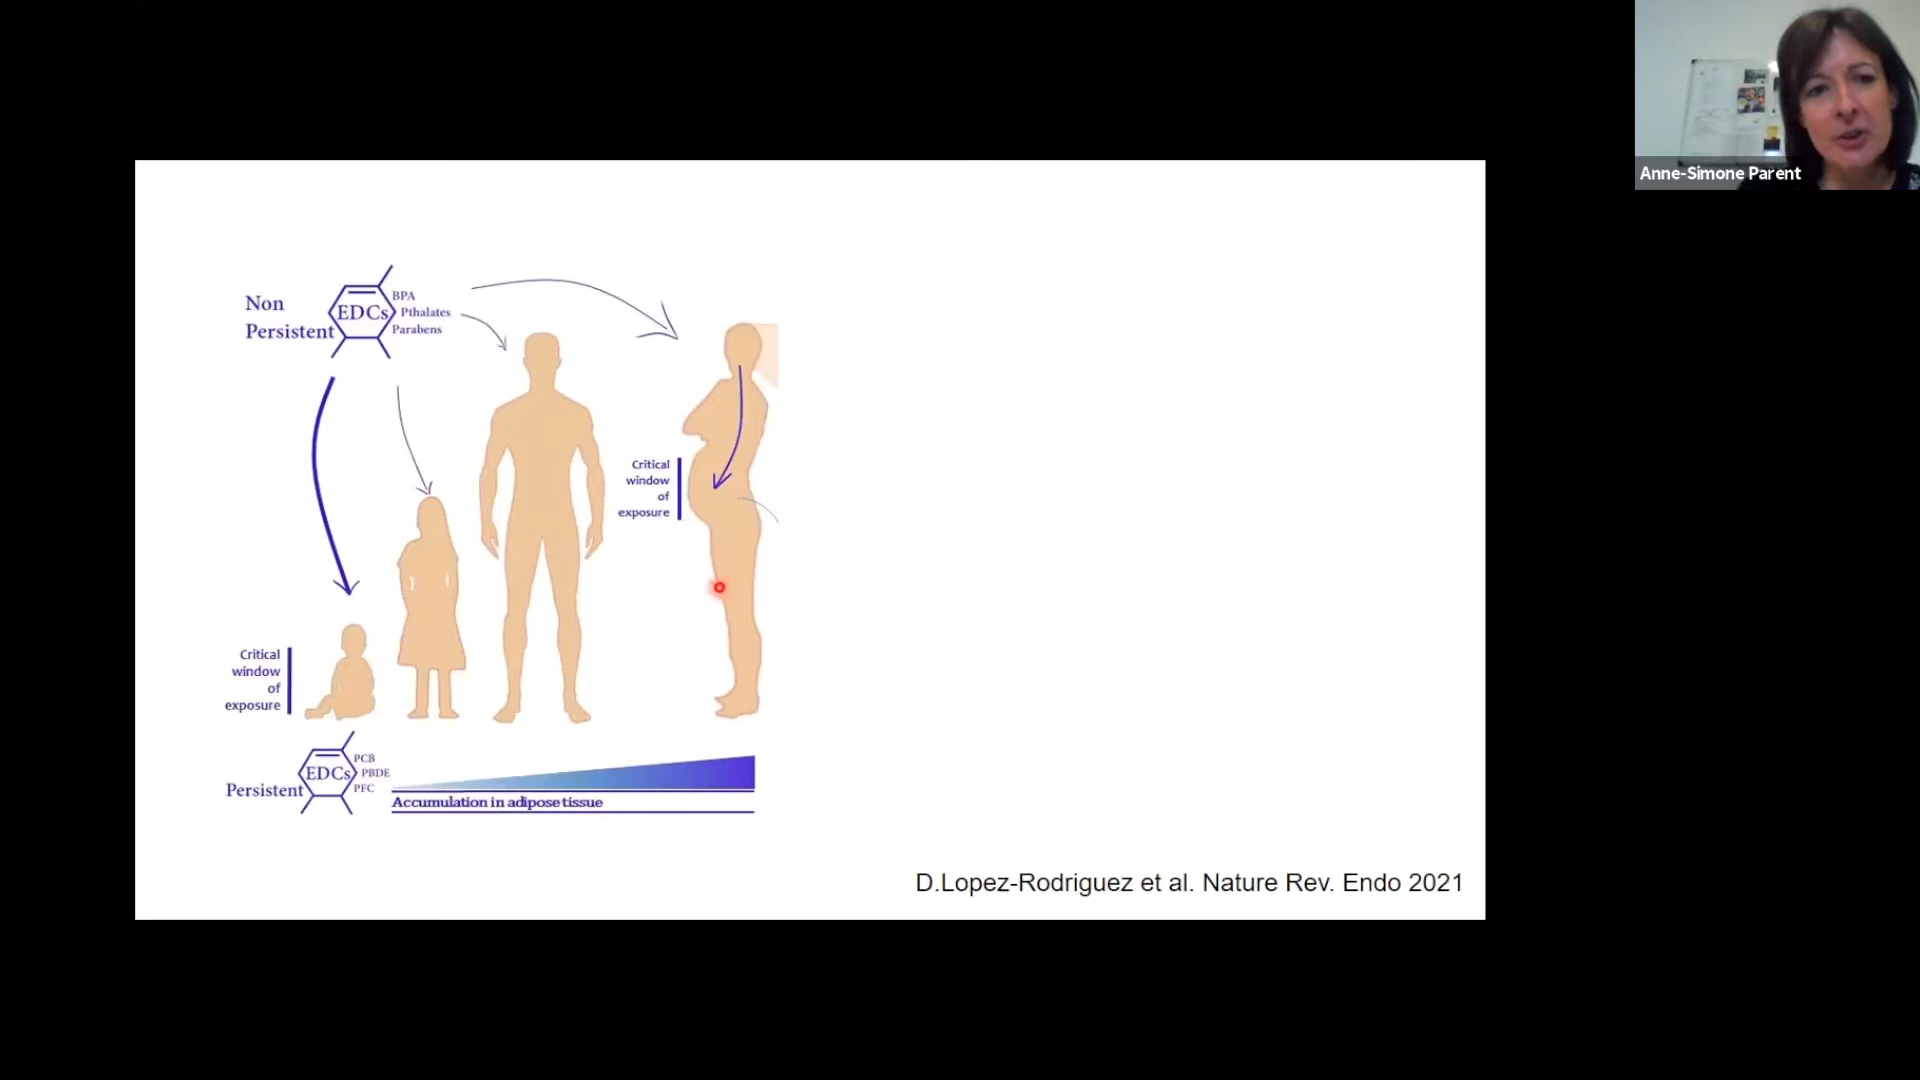 Anne-Simone Parent
Non
Persistent
EDCs
BPA
Pthalates
Parabens
Critical
window
of
exposure
Critical
window
of
exposure
Persistent
EDCs
PCB
PBDE
PFC
Accumulation in adipose tissue
D.Lopez-Rodriguez et al. Nature Rev. Endo 2021